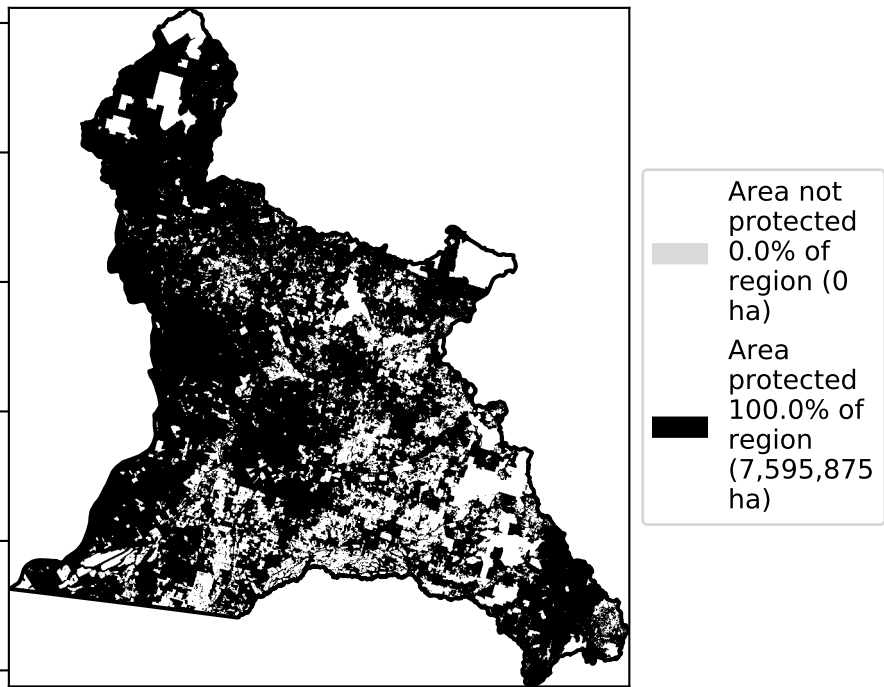 Area not
protected
0.0% of
region (0
ha)
Area
protected
100.0% of
region
(7,595,875
ha)